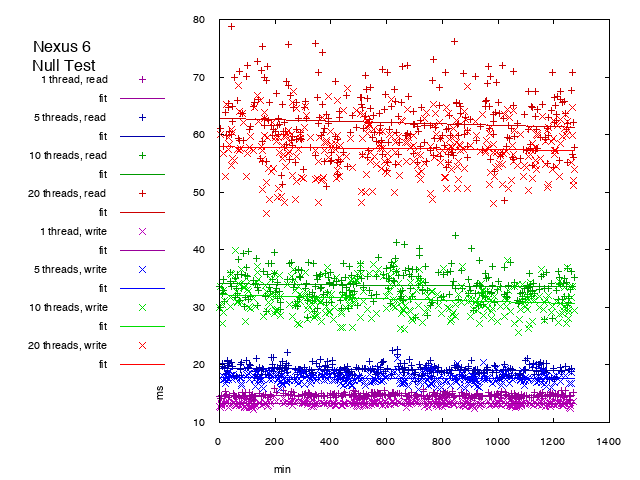 Nexus 6
Null Test
1 thread, read
fit
5 threads, read
fit
10 threads, read
fit
20 threads, read
fit
1 thread, write
fit
5 threads, write
fit
10 threads, write
fit
20 threads, write
fit
80
70
60
50
40
30
20
10
ms
0
200
400
600
800
1000
1200
1400
min